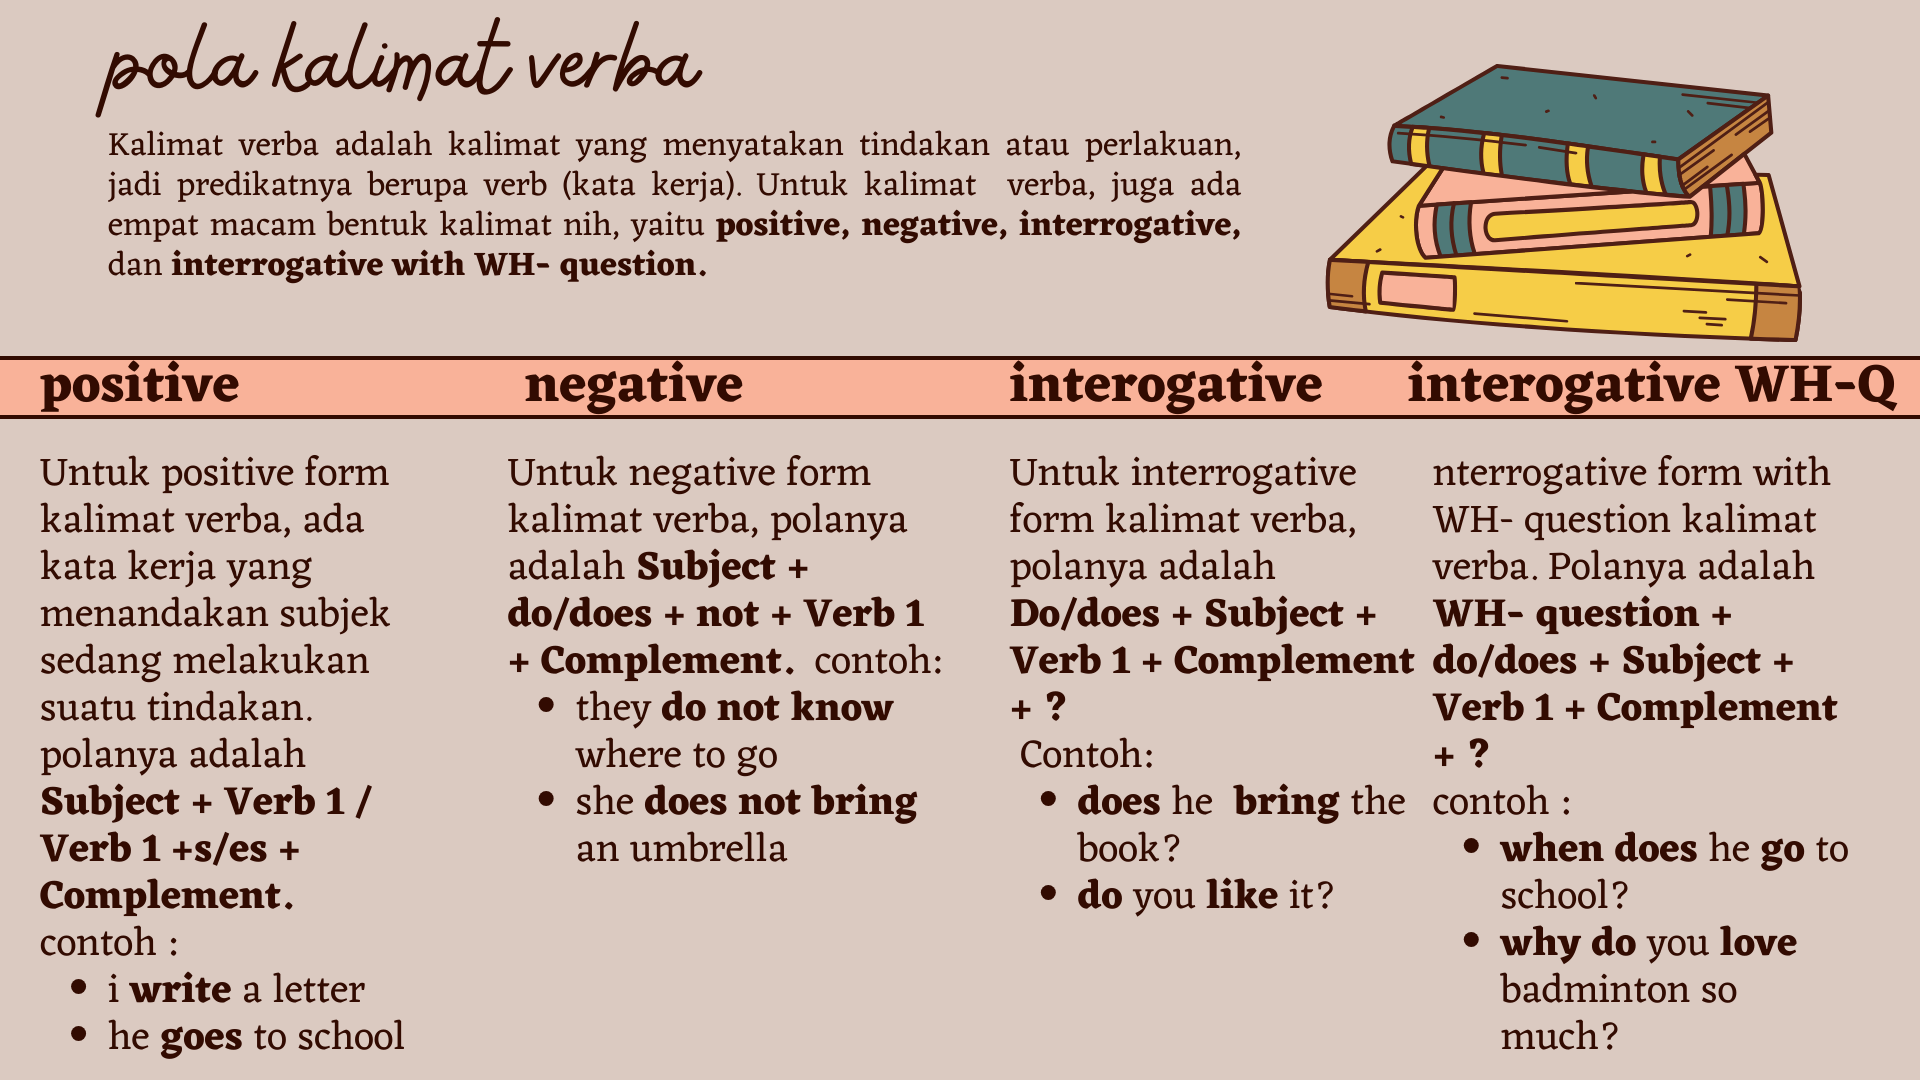 pola kalimat verba
Kalimat verba adalah kalimat yang menyatakan tindakan atau perlakuan,
jadi predikatnya berupa verb (kata kerja). Untuk kalimat verba, juga ada
empat macam bentuk kalimat nih, yaitu positive, negative, interrogative,
dan interrogative with WH- question.
positive
negative
interogative
interogative WH-Q
Untuk positive form
kalimat verba, ada
kata kerja yang
menandakan subjek
sedang melakukan
suatu tindakan.
polanya adalah
Subject + Verb 1 /
Verb 1 +s/es +
Complement.
contoh :
• i write a letter
• he goes to school
Untuk negative form
kalimat verba, polanya
adalah Subject +
do/does + not + Verb 1
+ Complement. contoh:
• they do not know
where to go
• she does not bring
an umbrella
Untuk interrogative
form kalimat verba,
polanya adalah
Do/does + Subject +
Verb 1 + Complement
+ ?
Contoh:
• does he bring the
book?
• do you like it?
nterrogative form with
WH- question kalimat
verba. Polanya adalah
WH- question +
do/does + Subject +
Verb 1 + Complement
+ ?
contoh :
• when does he go to
school?
• why do you love
badminton so
much?